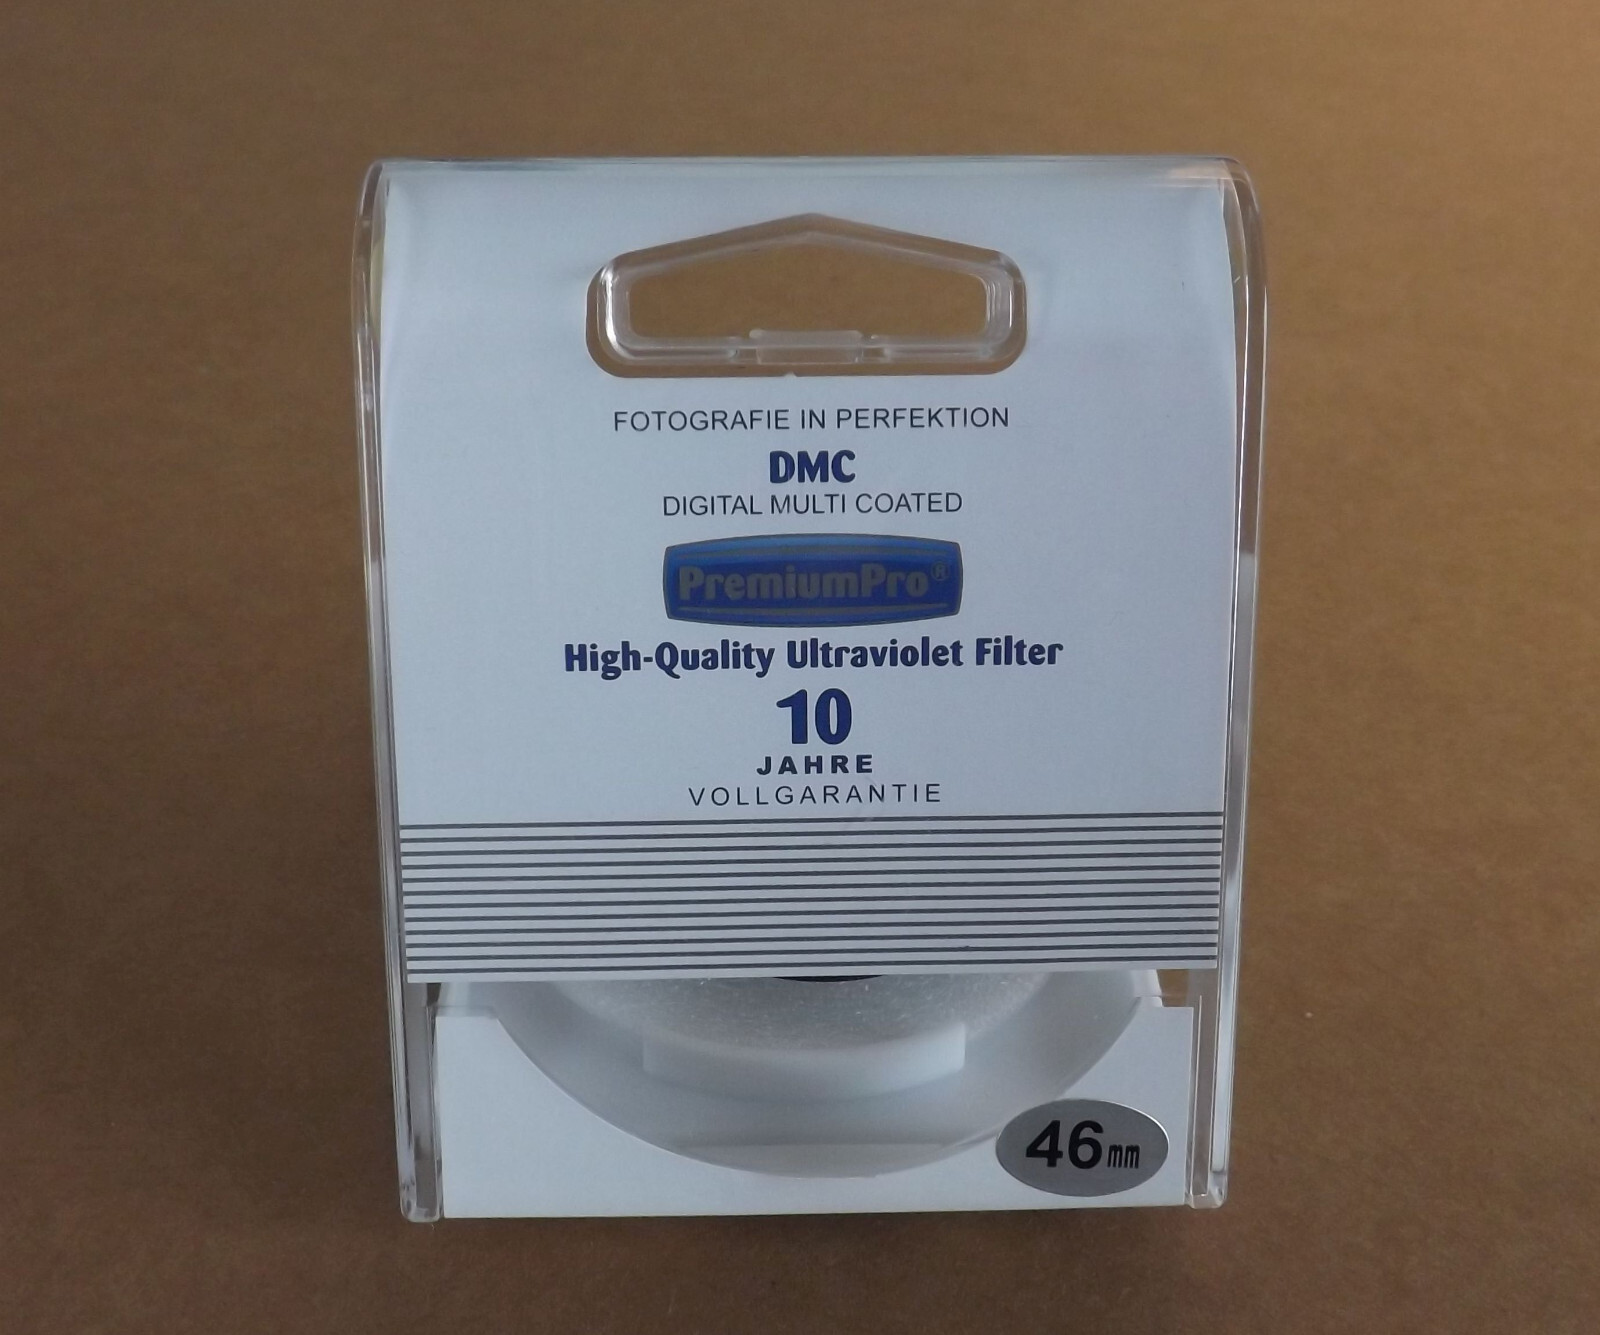 FOTOGRAFIE IN PERFEKTION
DMC
DIGITAL MULTI COATED
PremiumPro®
High-Quality Ultraviolet Filter
10
JAHRE
VOLLGARANTIE
46mm